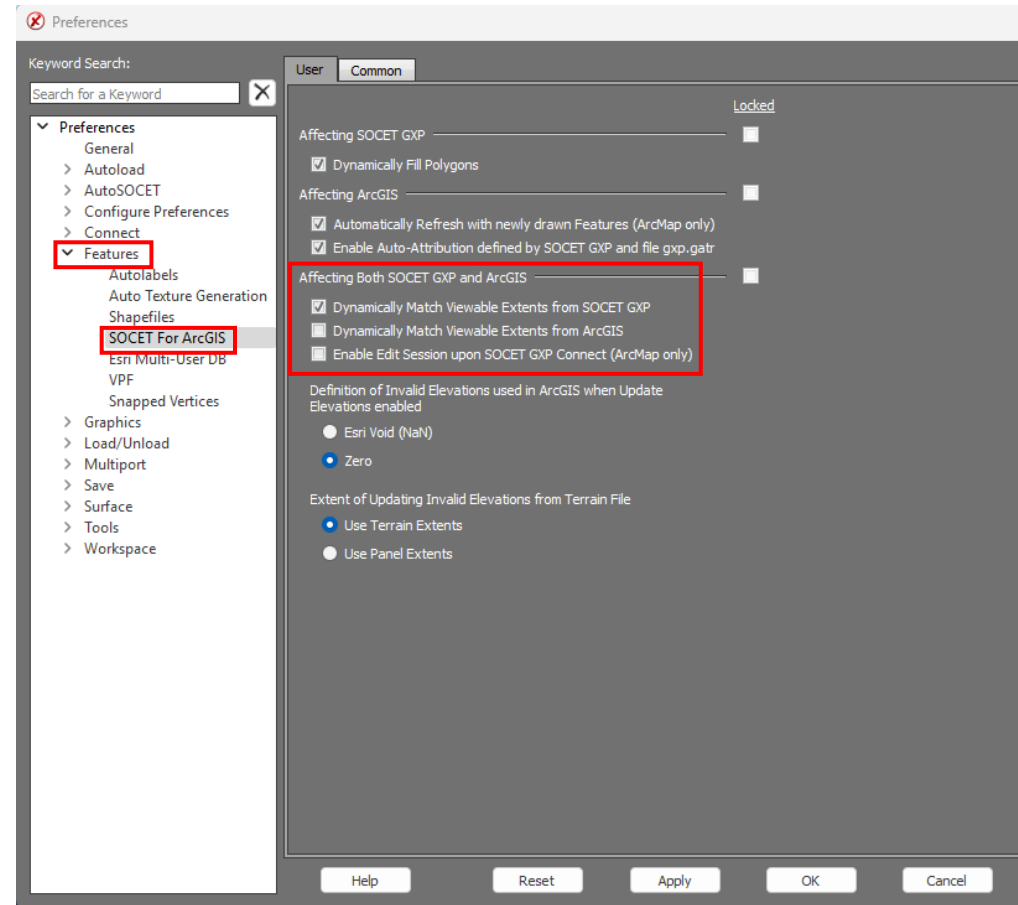 Preferences
Keyword Search:
Search for a Keyword
Preferences
General
Autoload
AutoSOCET
Configure Preferences
Connect
Features
Autolabels
Auto Texture Generation
Shapefiles
SOCET For ArcGIS
Esri Multi-User DB
VPF
Snapped Vertices
Graphics
Load/Unload
Multiport
Save
Surface
Tools
Workspace
User
Common
Locked
Affecting SOCET GXP
Dynamically Fill Polygons
Affecting ArcGIS
Automatically Refresh with newly drawn Features (ArcMap only)
Enable Auto-Attribution defined by SOCET GXP and file gxp.gatr
Affecting Both SOCET GXP and ArcGIS
Dynamically Match Viewable Extents from SOCET GXP
Dynamically Match Viewable Extents from ArcGIS
Enable Edit Session upon SOCET GXP Connect (ArcMap only)
Definition of Invalid Elevations used in ArcGIS when Update
Elevations enabled
Esri Void (NaN)
Zero
Extent of Updating Invalid Elevations from Terrain File
Use Terrain Extents
Use Panel Extents
Help
Reset
Apply
OK
Cancel